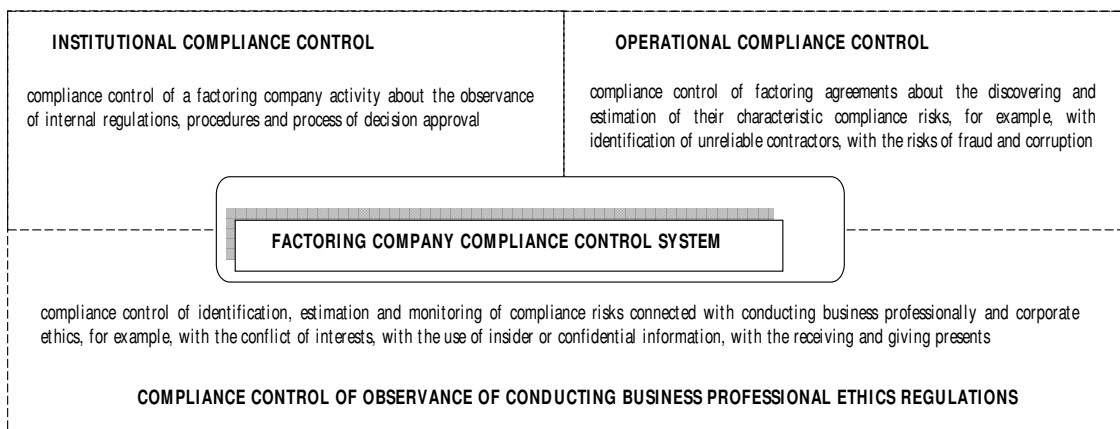 INSTITUTIONAL COMPLIANCE CONTROL
compliance control of a factoring company activity about the observance
of internal regulations, procedures and process of decision approval
OPERATIONAL COMPLIANCE CONTROL
compliance control of factoring agreements about the discovering and
estimation of their characteristic compliance risks, for example, with
identification of unreliable contractors, with the risks of fraud and corruption
FACTORING COMPANY COMPLIANCE CONTROL SYSTEM
compliance control of identification, estimation and monitoring of compliance risks connected with conducting business professionally and corporate
ethics, for example, with the conflict of interests, with the use of insider or confidential information, with the receiving and giving presents
COMPLIANCE CONTROL OF OBSERVANCE OF CONDUCTING BUSINESS PROFESSIONAL ETHICS REGULATIONS